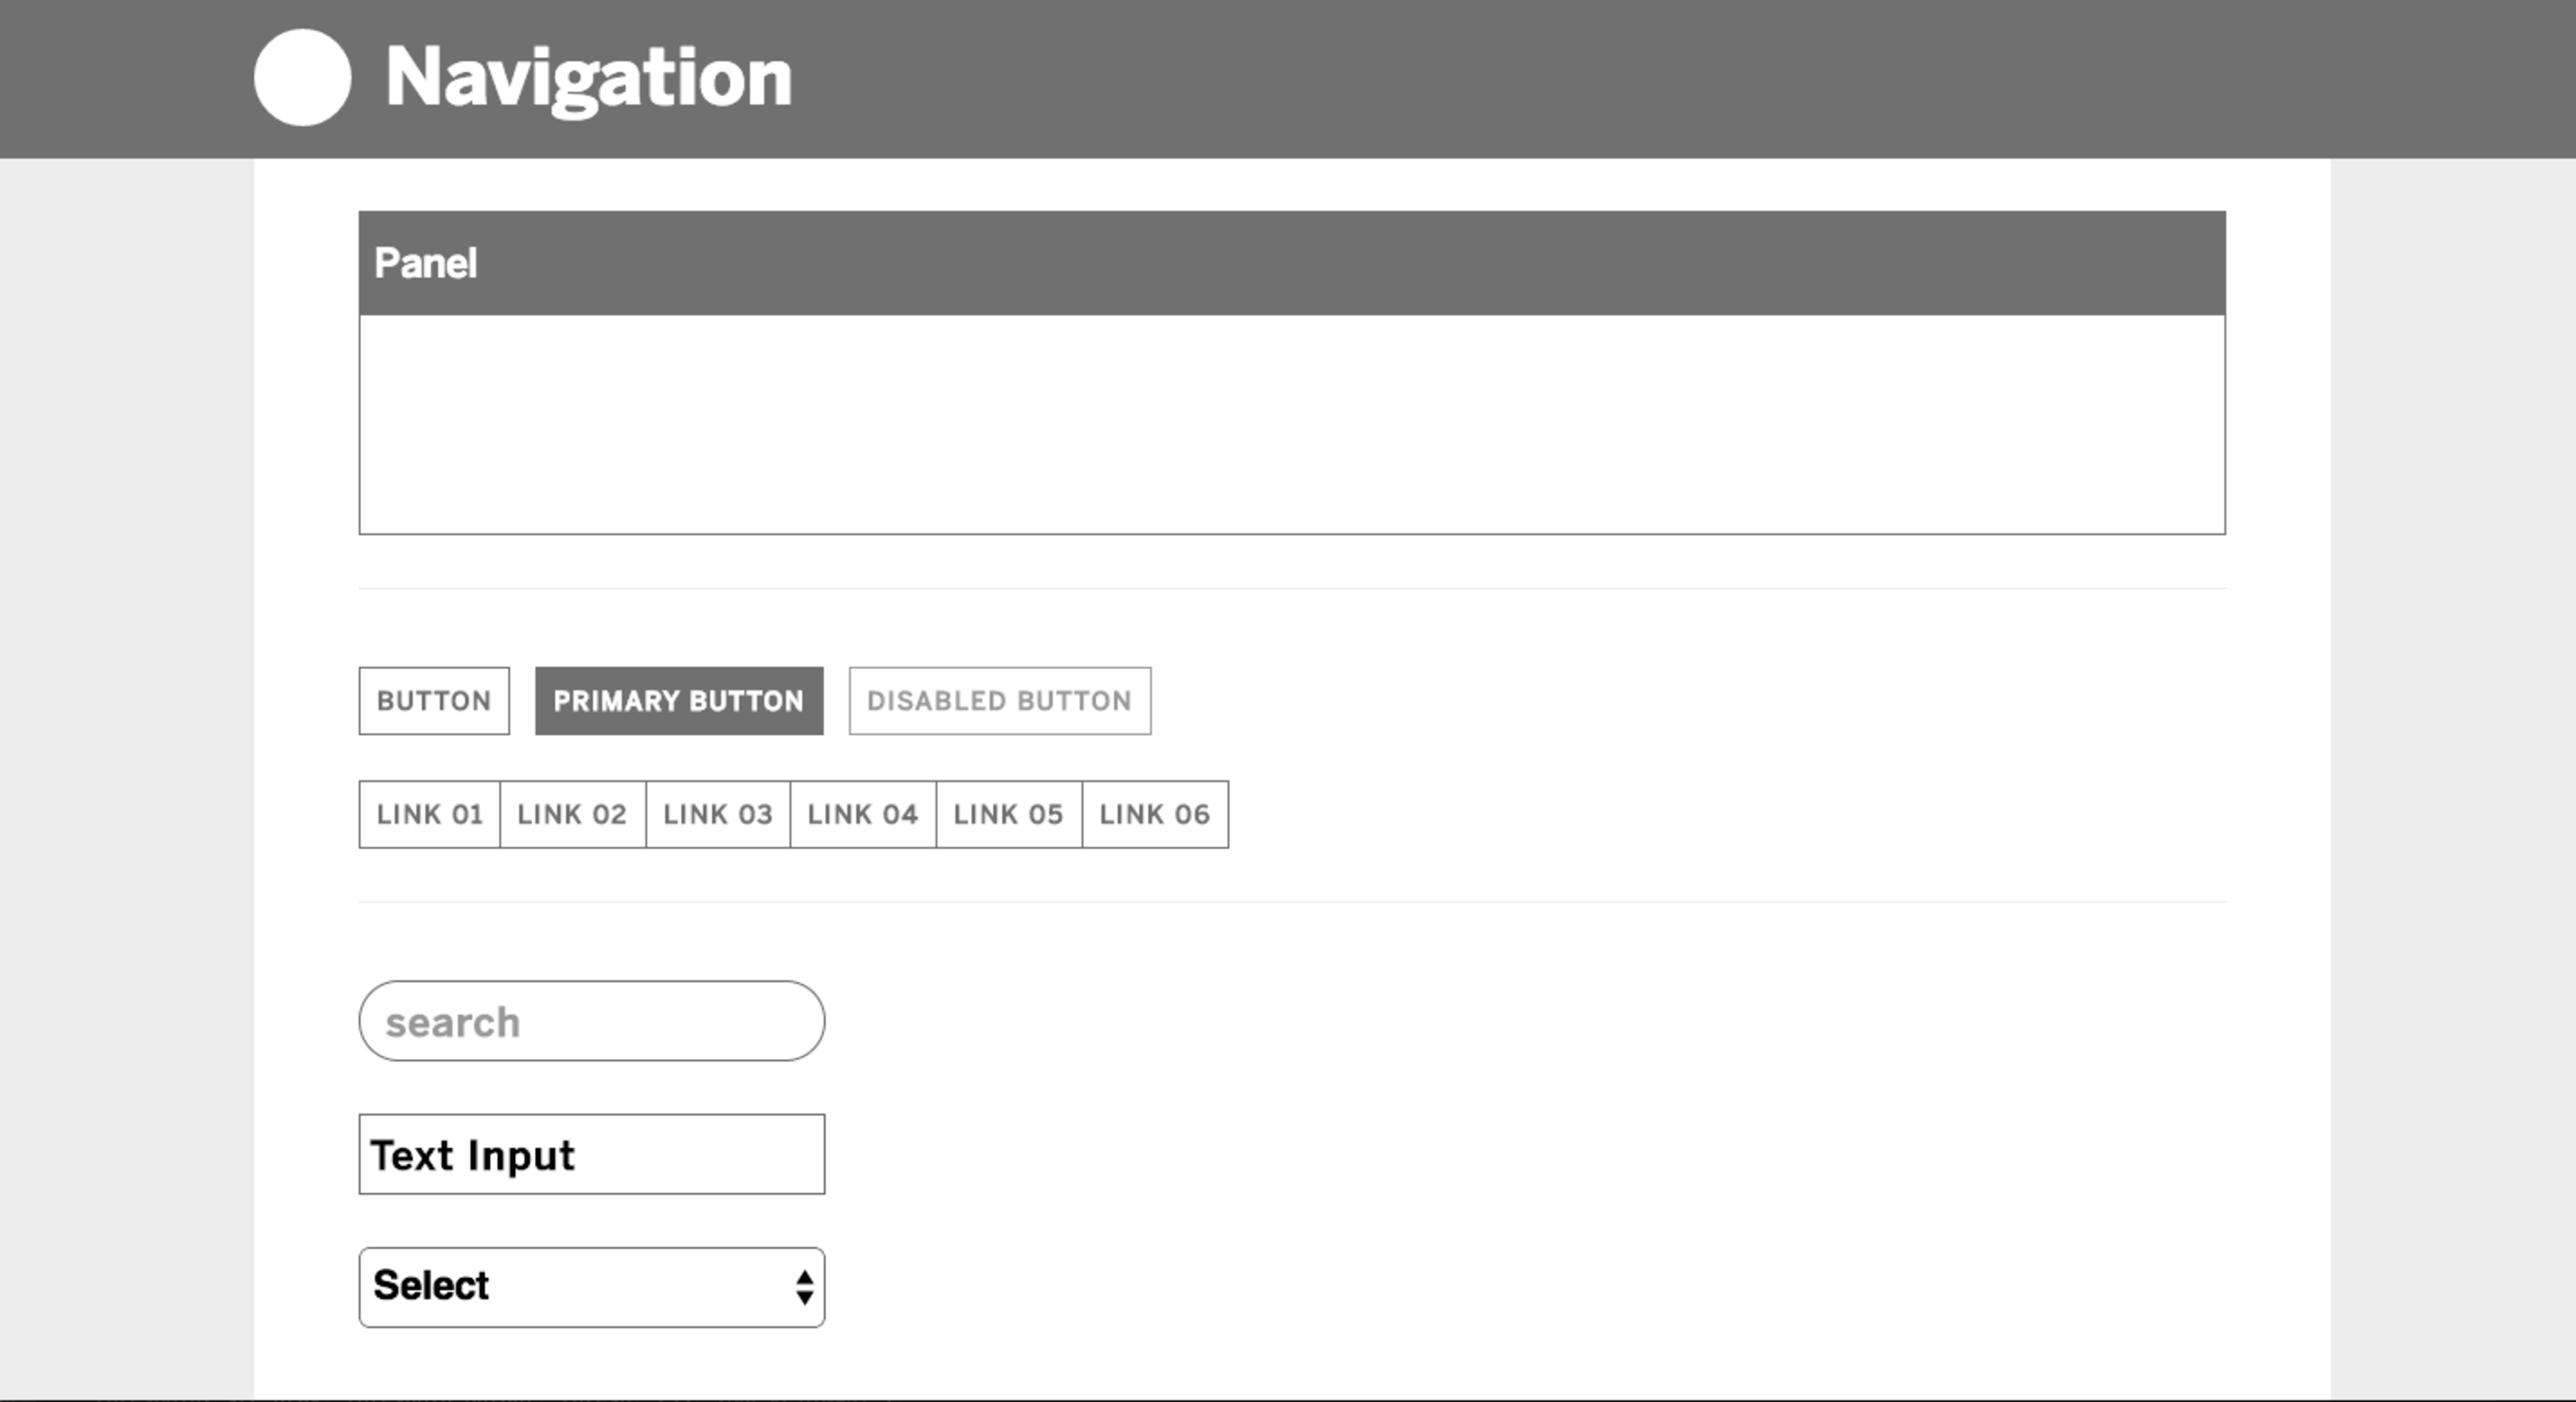 Navigation
Panel
BUTTON PRIMARY BUTTON DISABLED BUTTON
LINK 01 LINK 02 LINK 03 LINK 04 LINK 05 LINK 06
search
Text Input
Select